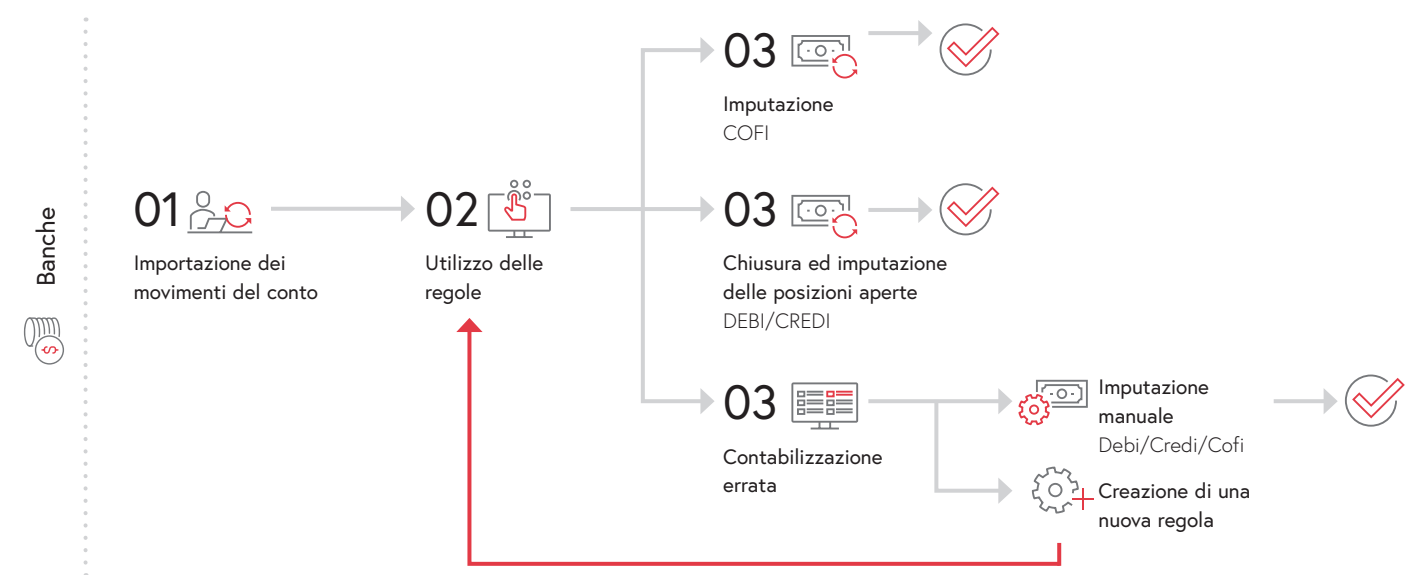 Banche
01
Importazione dei
movimenti del conto
02
Utilizzo delle
regole
03
Imputazione
COFI
03
Chiusura ed imputazione
delle posizioni aperte
DEBI/CREDI
03
Contabilizzazione
errata
Imputazione
manuale
Debi/Credi/Cofi
Creazione di una
nuova regola